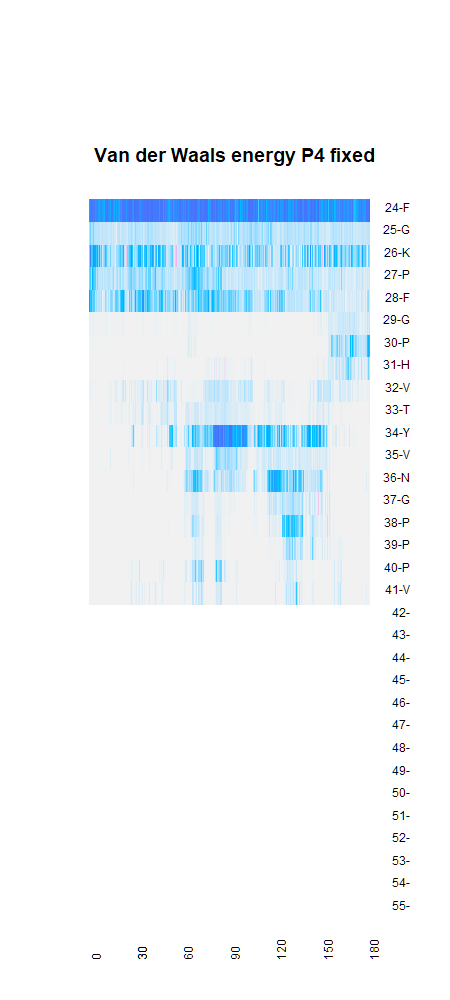 Van der Waals energy P4 fixed
24-F
25-G
26-K
27-P
28-F
29-G
30-P
31-H
32-V
33-T
34-Y
35-V
36-N
37-G
38-P
39-P
40-P
41-V
42-
43-
44-
45-
46-
47-
48-
49-
50-
51-
52-
53-
54-
55-
0 30 60 90 120 150 180